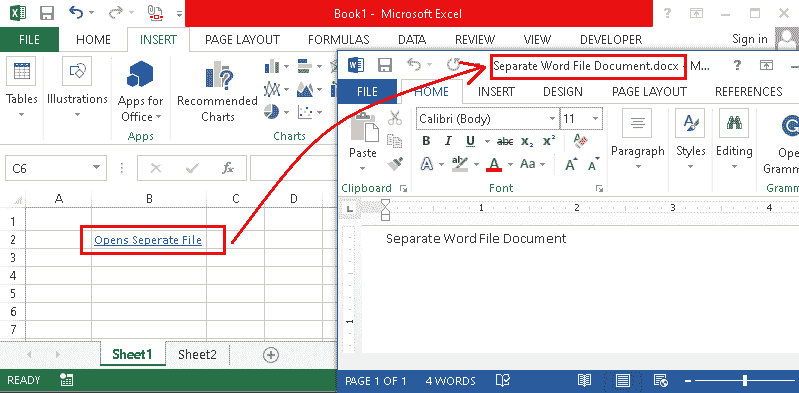 Book1 - Microsoft Excel
FILE HOME INSERT PAGE LAYOUT FORMULAS DATA REVIEW VIEW DEVELOPER Sign in
Tables
Illustrations
Apps for Office
Apps
Recommended Charts
Charts
C6
fx
A B C D
1
2 Opens Seperate File
3
4
5
6
7
Sheet1 Sheet2
READY
Separate Word File Document.docx - M...
FILE HOME INSERT DESIGN PAGE LAYOUT REFERENCES
Paste
Clipboard
Calibri (Body) 11
B I U abc x₂ x²
A ab A Aa A A
Font
Paragraph
Styles
Editing
Ope
Gramm
Gramm
L 1 2 3 4
Separate Word File Document
1
PAGE 1 OF 1 4 WORDS